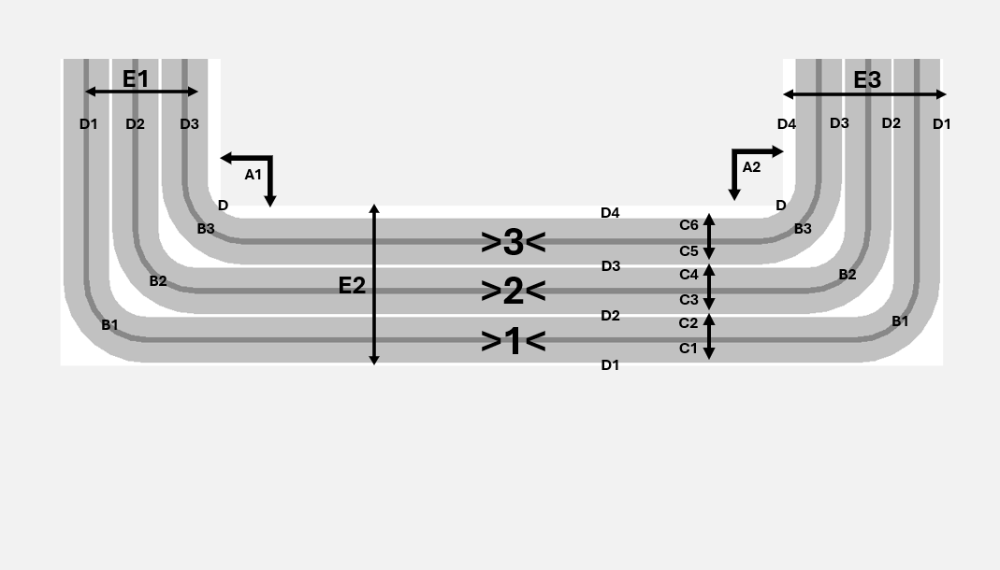 E1
E3
D1 D2 D3
D4 D3 D2 D1
A1
A2
D
D
D4
B3
C6
B3
>3<
C5
D3
B2
C4
B2
E2
>2<
C3
D2
B1
C2
B1
>1<
C1
D1